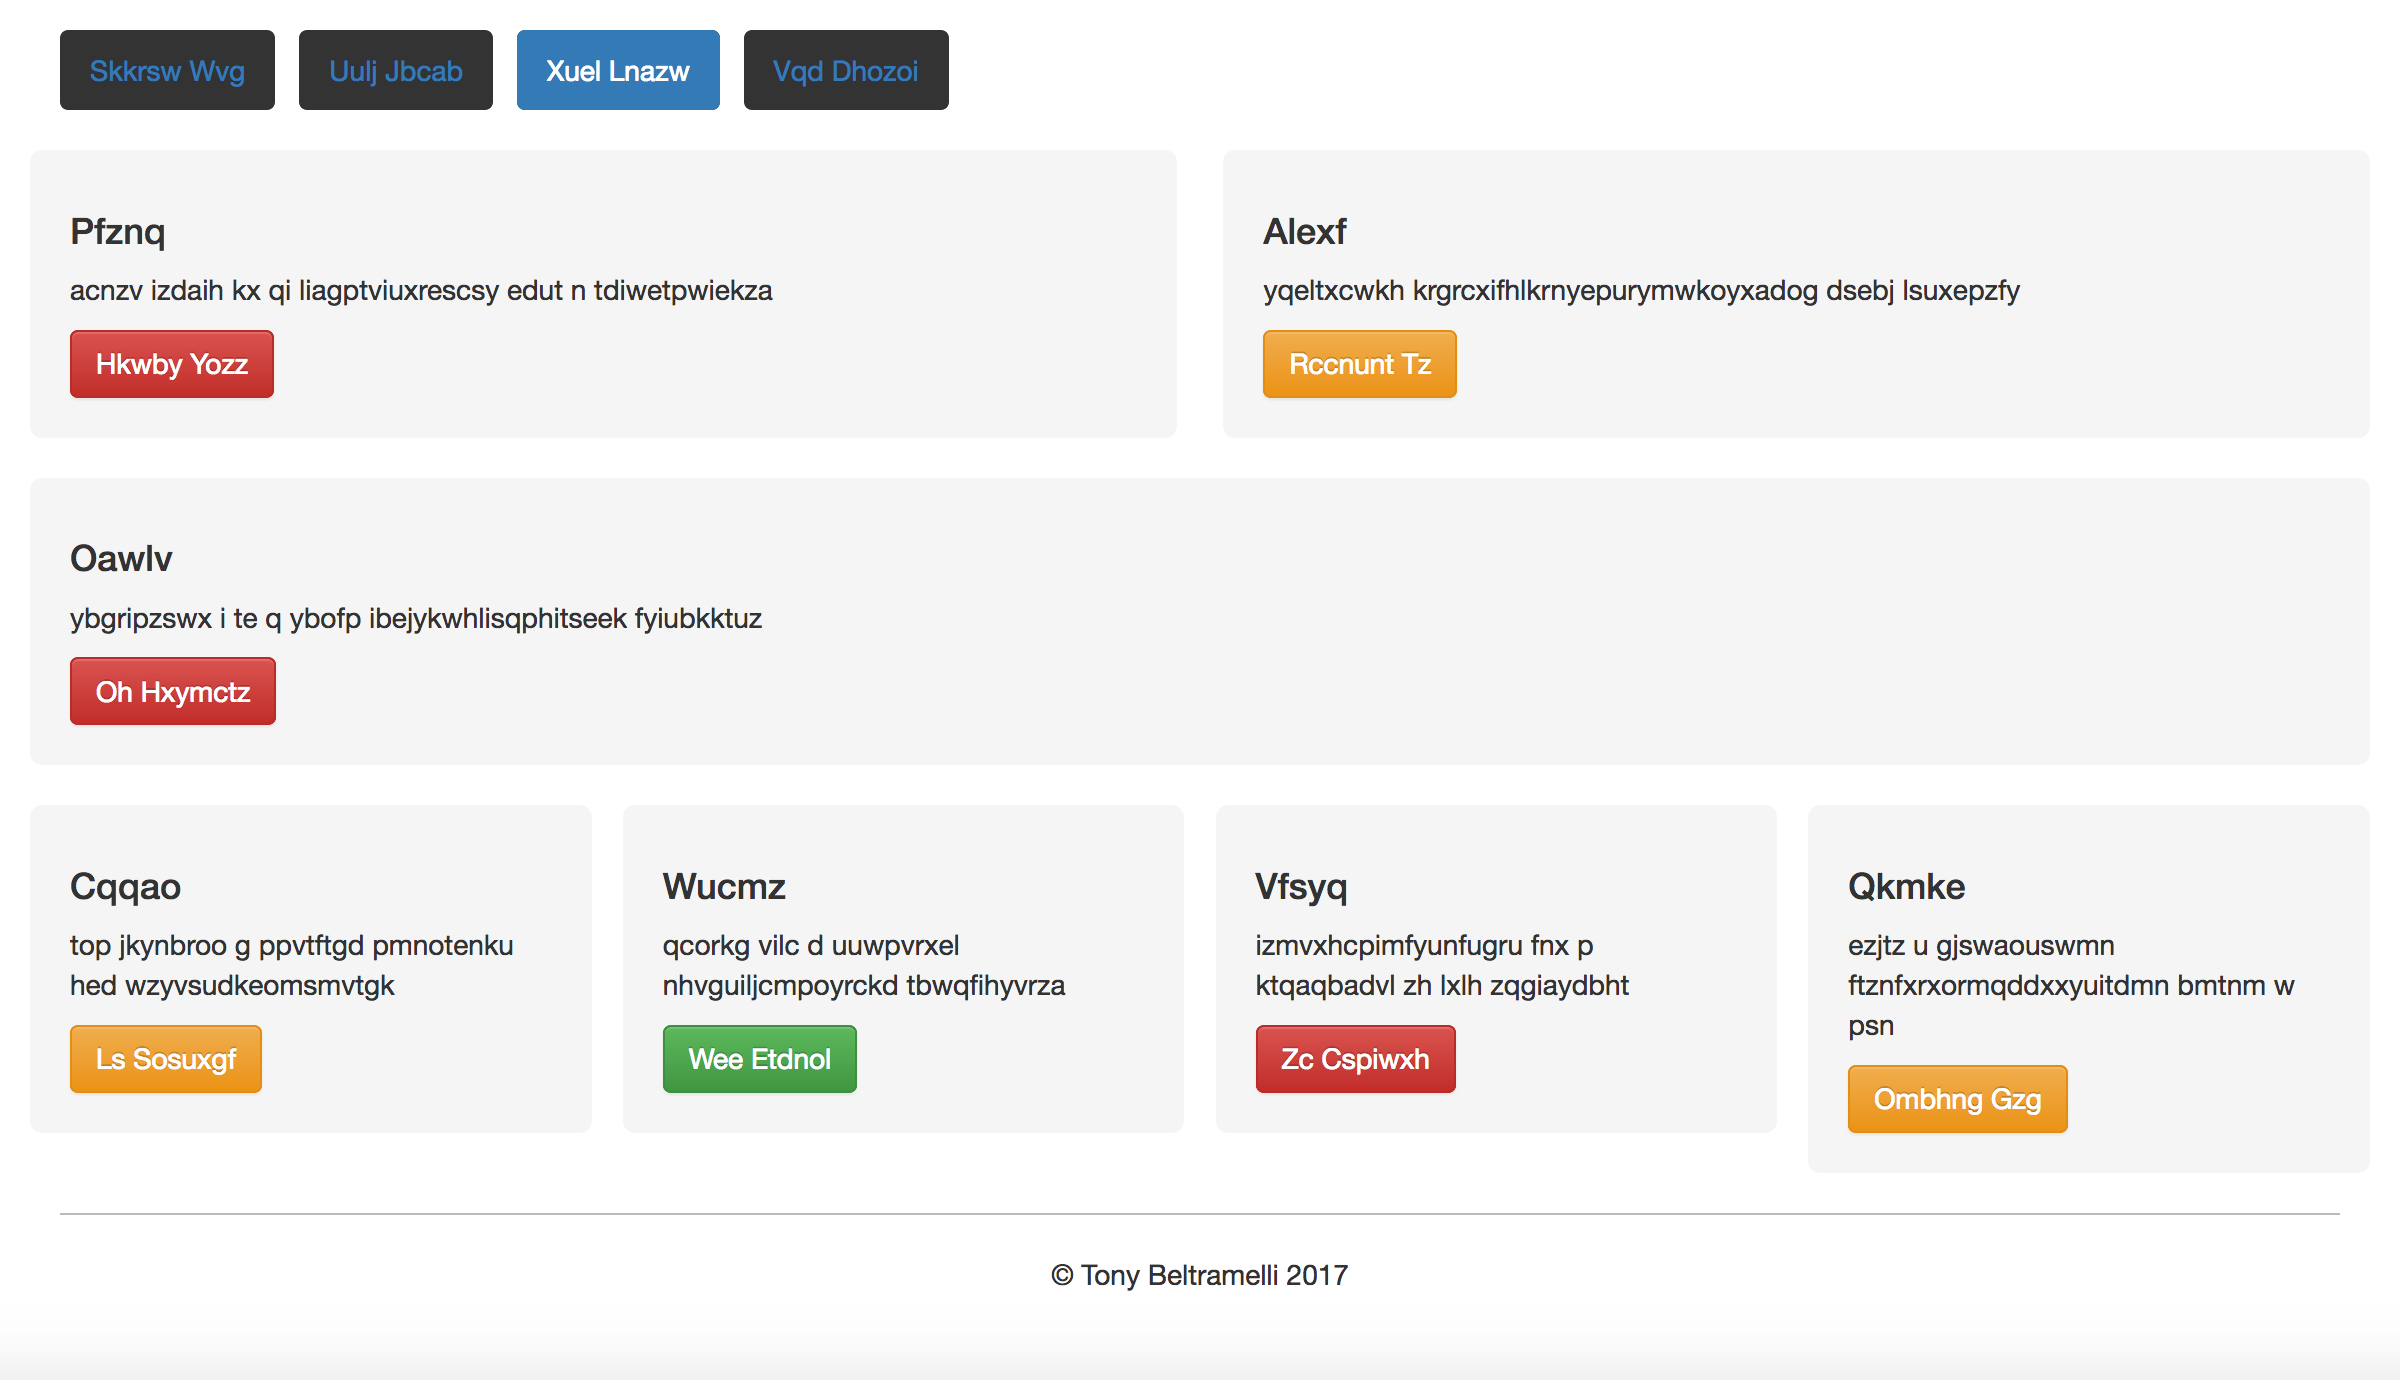 Skkrsw Wvg
Uulj Jbcab
Xuel Lnazw
Vqd Dhozoi
Pfznq
acnzv izdaih kx qi liagptviuxrescsy edut n tdiwetpwiekza
Hkwby Yozz
Alexf
yqeltxcwkh krgrcxifhlkrnyepurymwkoyxadog dsebj lsuxepzfy
Rccnunt Tz
Oawlv
ybgripzswx i te q ybofp ibejykwhlisqphitseek fyiubkktuz
Oh Hxymctz
Cqqao
top jkynbroo g ppvtftgd pmnotenku
hed wzyvsudkeomsmvtgk
Ls Sosuxgf
Wucmz
qcorkg vilc d uuwpvrxel
nhvguiljcmpoyrckd tbwqfihyvrza
Wee Etdnol
Vfsyq
izmvxhcpimfyunfugru fnx p
ktqaqbadvl zh lxlh zqgiaydbht
Zc Cspiwxh
Qkmke
ezjtz u gjswaouswmn
ftznfxrxormqddxxyuitdmn bmtnm w
psn
Ombhng Gzg
© Tony Beltramelli 2017